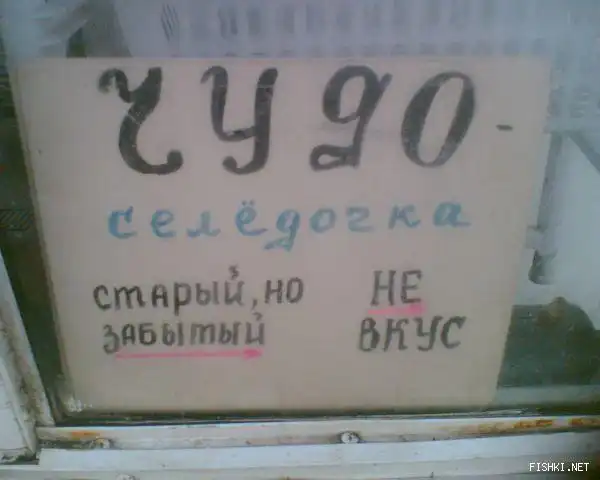 ЧУДО-
селёдочка
СТАРЫЙ, НО НЕ
ЗАБЫТЫЙ ВКУС
FISHKI.NET